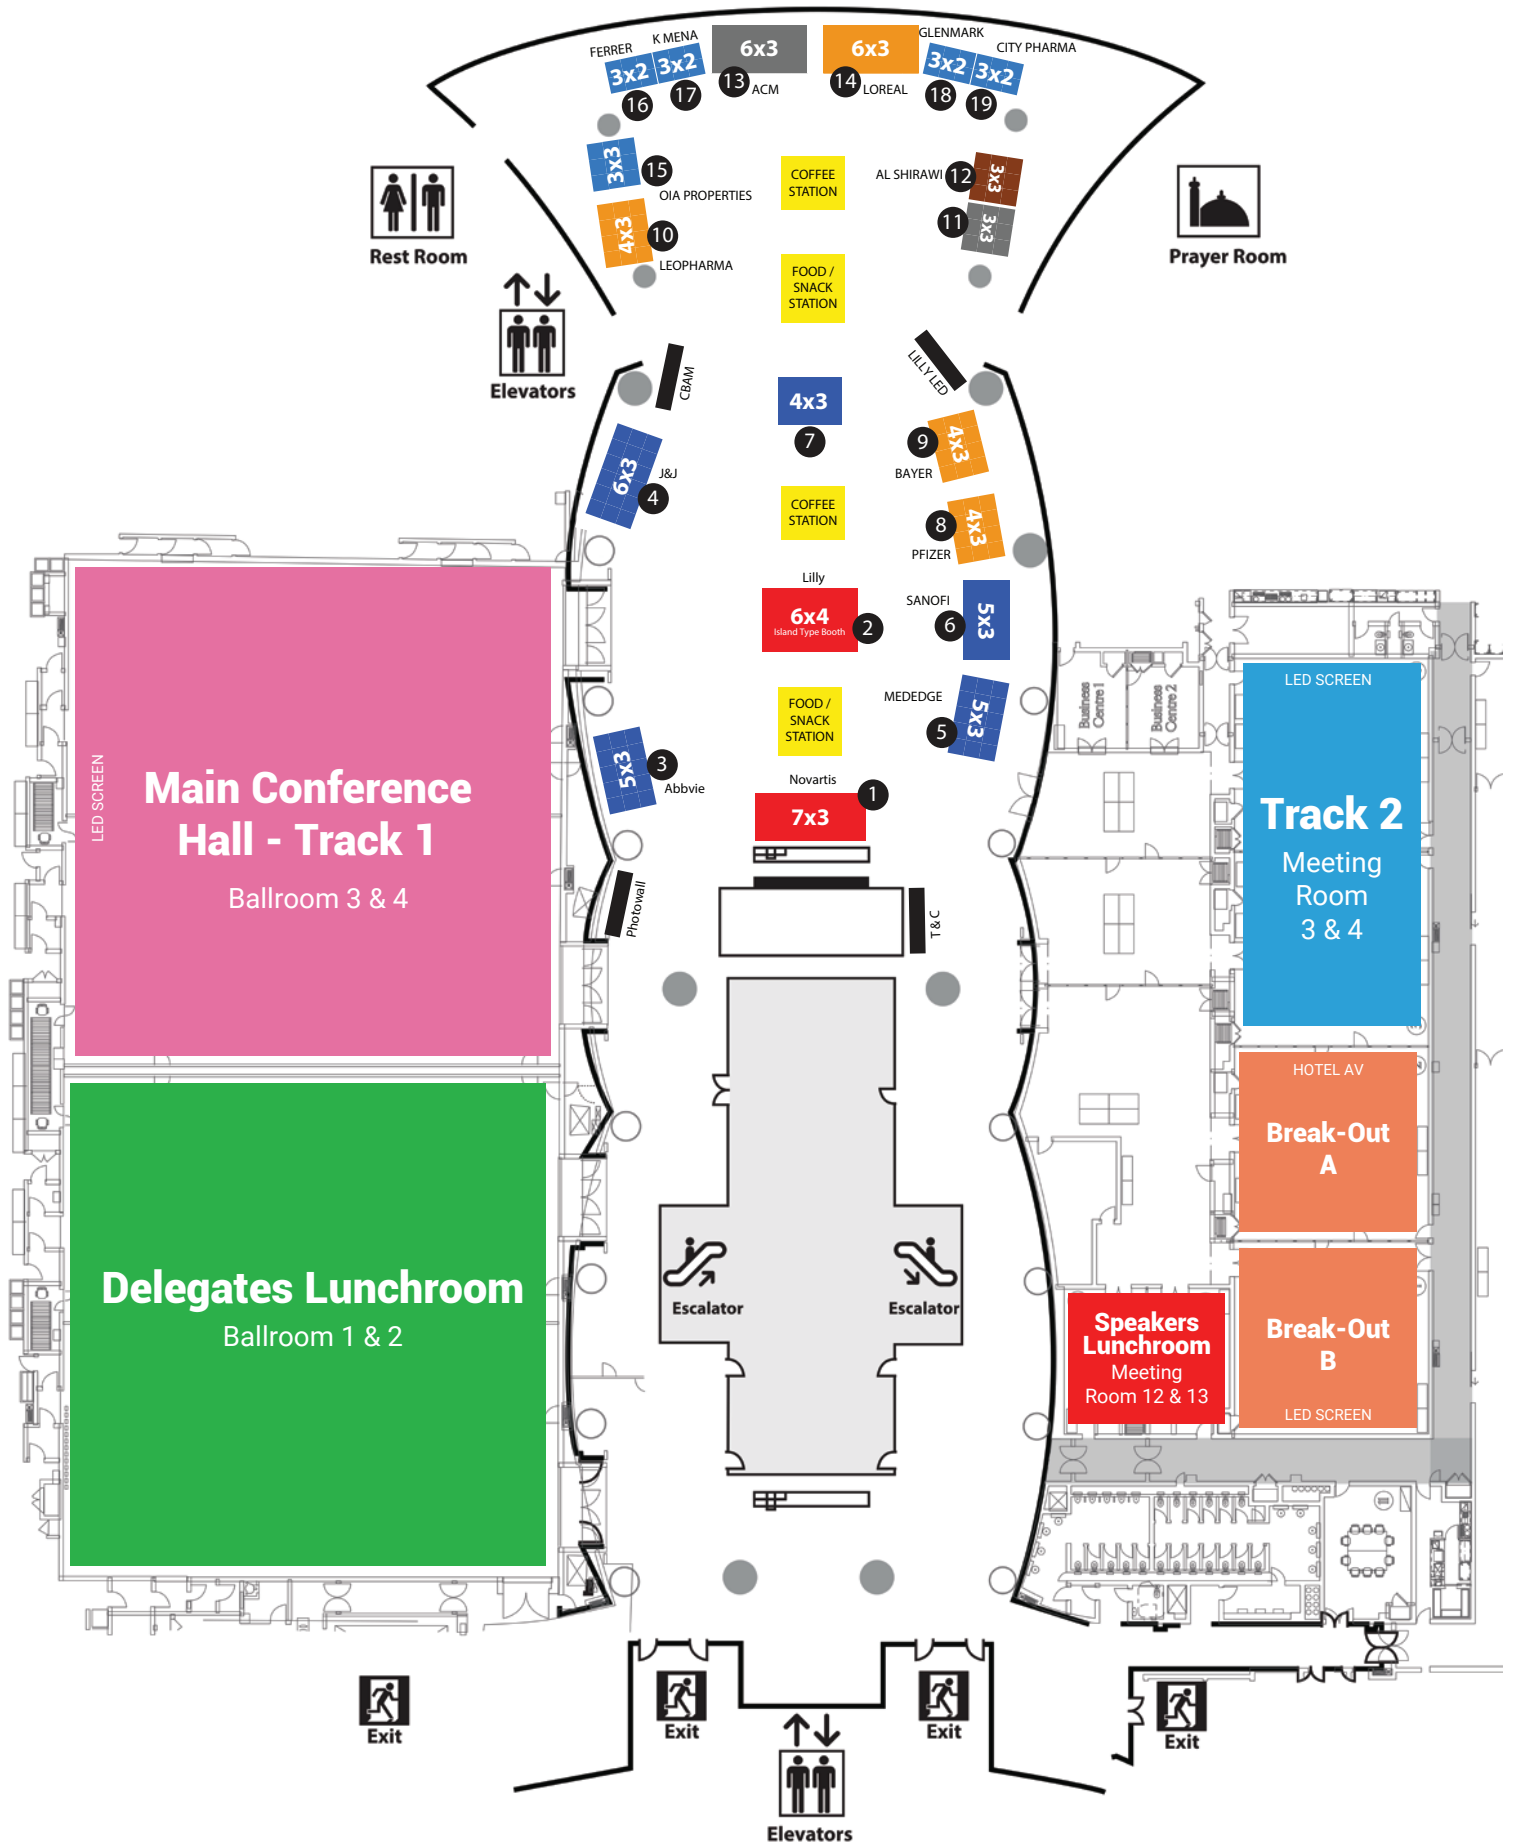 FERRER
K MENA
GLENMARK
CITY PHARMA
3x2
3x2
6x3
6x3
3x2
3x2
16
17
13
ACM
14
LOREAL
18
19
3x3
15
OIA PROPERTIES
4x3
10
LEOPHARMA
COFFEE
STATION
AL SHIRAWI
12
3x3
11
3x3
Rest Room
Prayer Room
FOOD /
SNACK
STATION
Elevators
CBAM
LILLY LED
4x3
7
9
4x3
BAYER
6x3
J&J
4
COFFEE
STATION
8
4x3
PFIZER
Lilly
6x4
Island Type Booth
2
SANOFI
6
5x3
MEDEDGE
5
5x3
FOOD /
SNACK
STATION
5x3
3
Abbvie
Novartis
1
7x3
Photowall
T & C
LED SCREEN
Main Conference
Hall - Track 1
Ballroom 3 & 4
Business
Centre 1
Business
Centre 2
LED SCREEN
Track 2
Meeting
Room
3 & 4
HOTEL AV
Break-Out
A
Delegates Lunchroom
Ballroom 1 & 2
Escalator
Escalator
Speakers
Lunchroom
Meeting
Room 12 & 13
Break-Out
B
LED SCREEN
Exit
Exit
Exit
Exit
Elevators